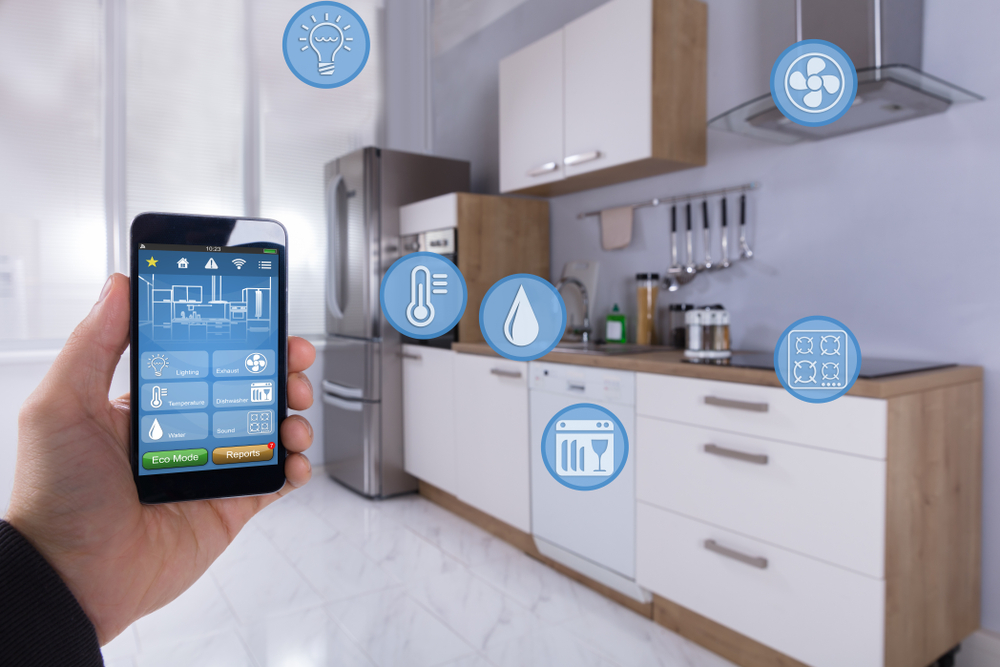 10:23
Lighting
Exhaust
Temperature
Dishwasher
Water
Sound
Eco Mode
Reports